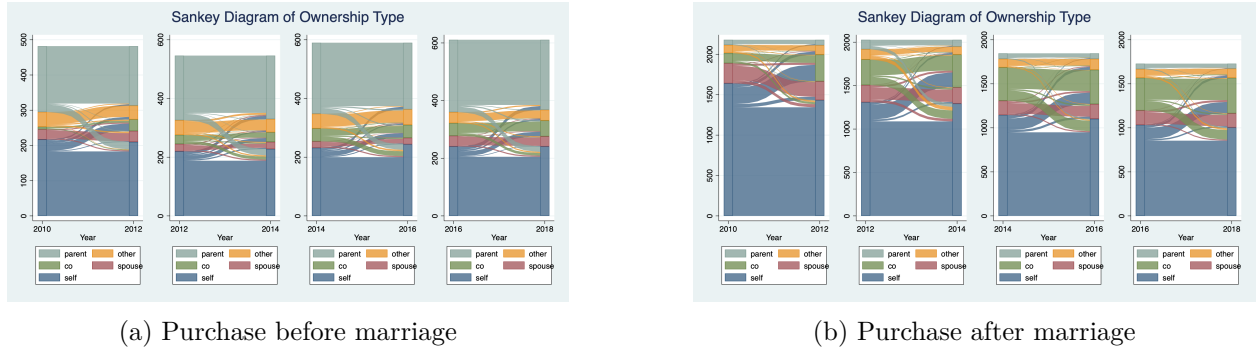 Sankey Diagram of Ownership Type
500
400
300
200
100
0
2010 2012
Year
parent other
co spouse
self
600
400
200
0
2012 2014
Year
parent other
co spouse
self
600
400
200
0
2014 2016
Year
parent other
co spouse
self
600
400
200
0
2016 2018
Year
parent other
co spouse
self
(a) Purchase before marriage
Sankey Diagram of Ownership Type
2000
1500
1000
500
0
2010 2012
Year
parent other
co spouse
self
2000
1500
1000
500
0
2012 2014
Year
parent other
co spouse
self
2000
1500
1000
500
0
2014 2016
Year
parent other
co spouse
self
2000
1500
1000
500
0
2016 2018
Year
parent other
co spouse
self
(b) Purchase after marriage